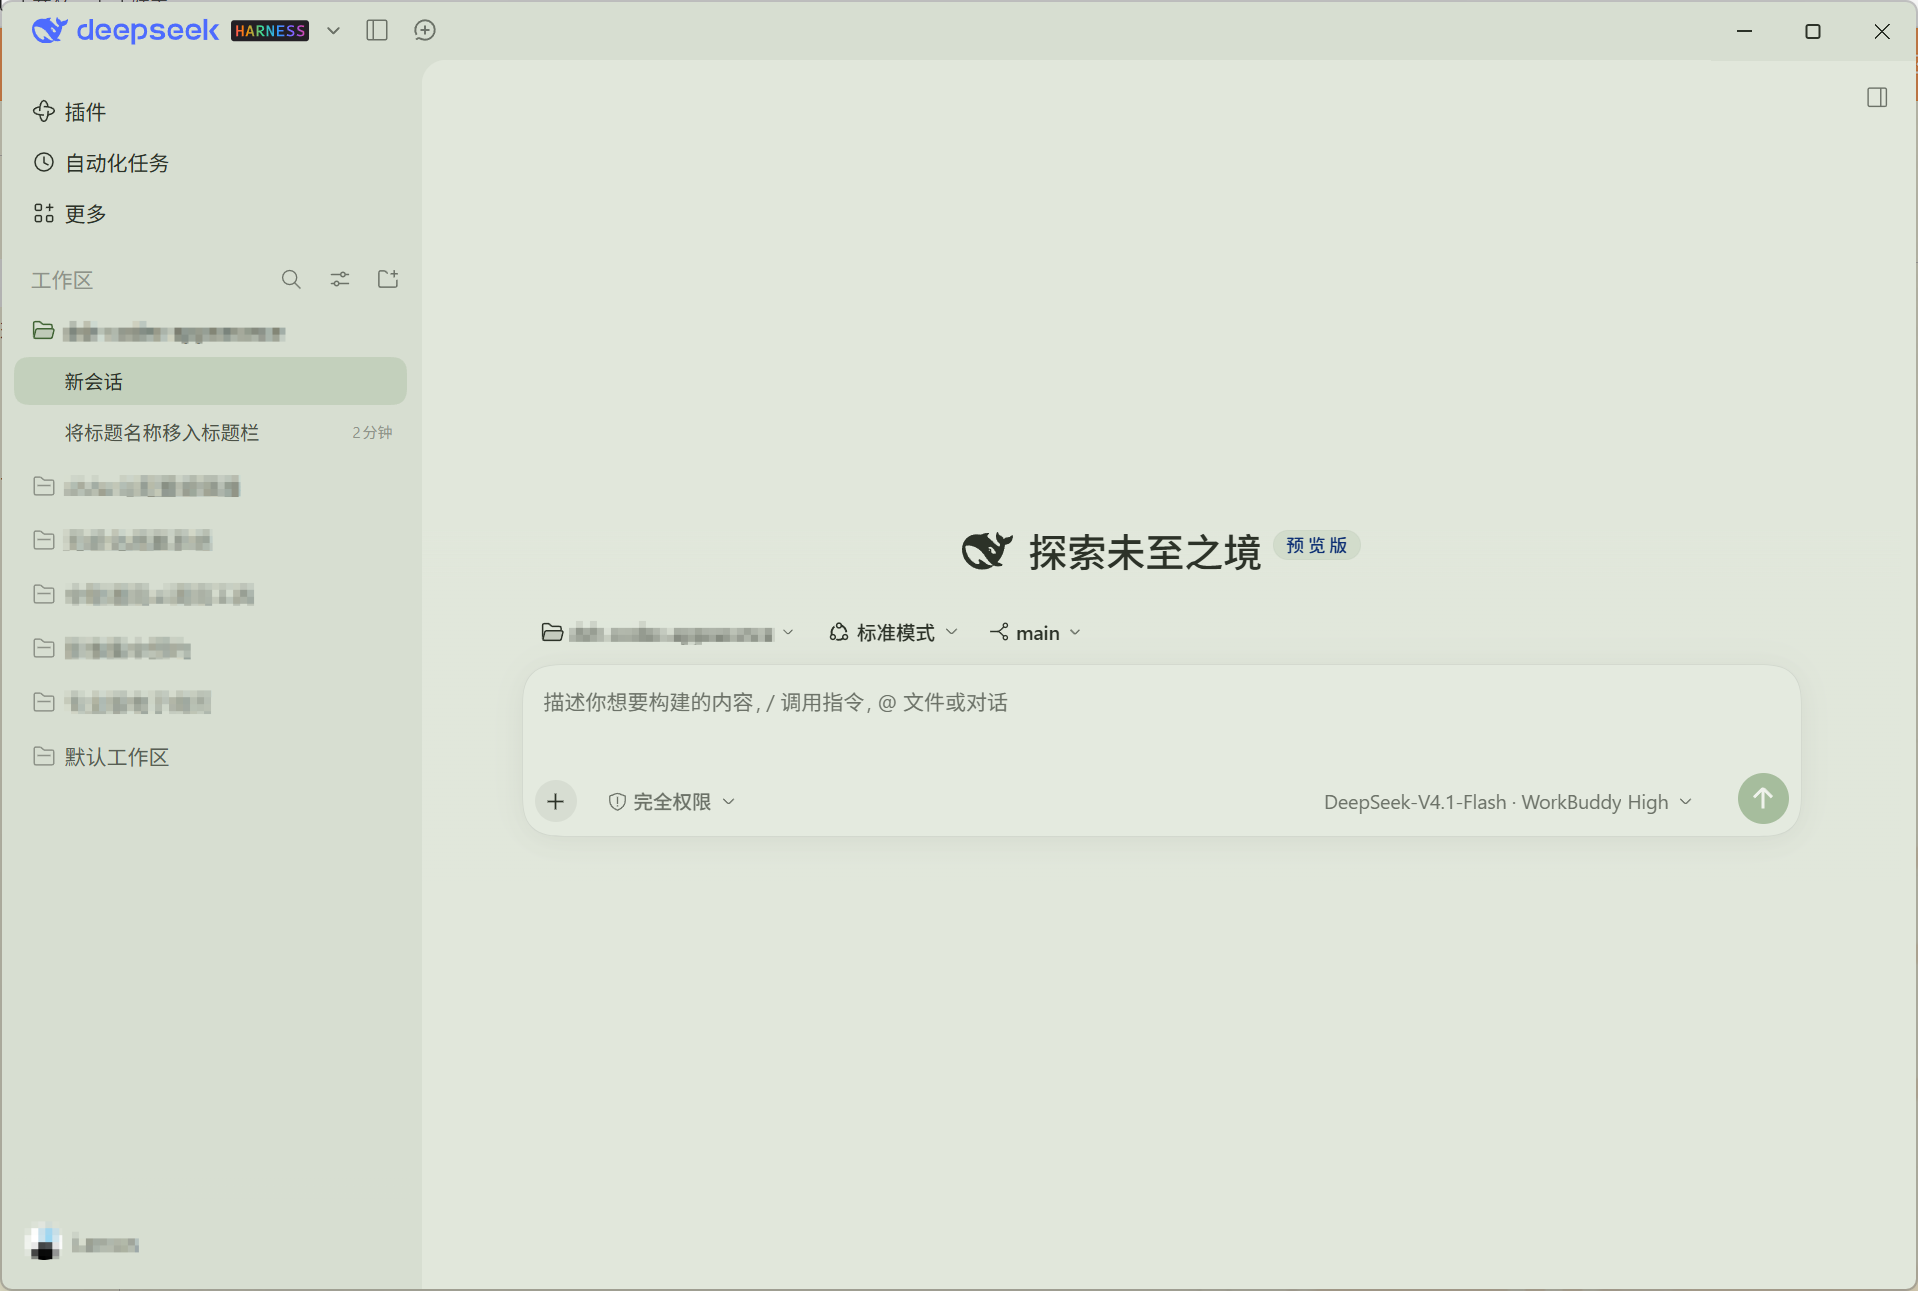 deepseek HARNESS
插件
自动化任务
更多
工作区
新会话
将标题名称移入标题栏 2分钟
默认工作区
探索未至之境 预览版
标准模式 main
描述你想要构建的内容, / 调用指令, @ 文件或对话
完全权限 DeepSeek-V4.1-Flash · WorkBuddy High